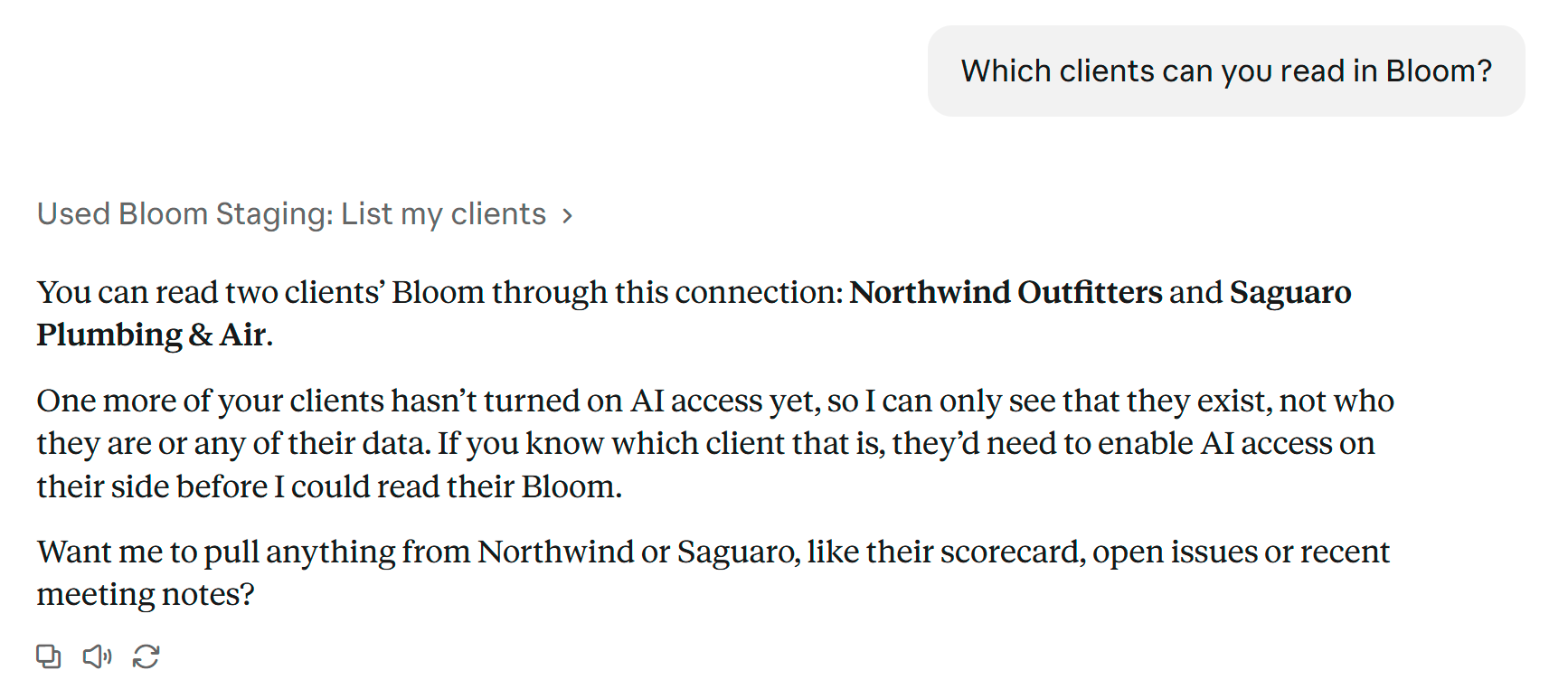 Which clients can you read in Bloom?
Used Bloom Staging: List my clients >
You can read two clients’ Bloom through this connection: Northwind Outfitters and Saguaro
Plumbing & Air.
One more of your clients hasn’t turned on AI access yet, so I can only see that they exist, not who
they are or any of their data. If you know which client that is, they’d need to enable AI access on
their side before I could read their Bloom.
Want me to pull anything from Northwind or Saguaro, like their scorecard, open issues or recent
meeting notes?